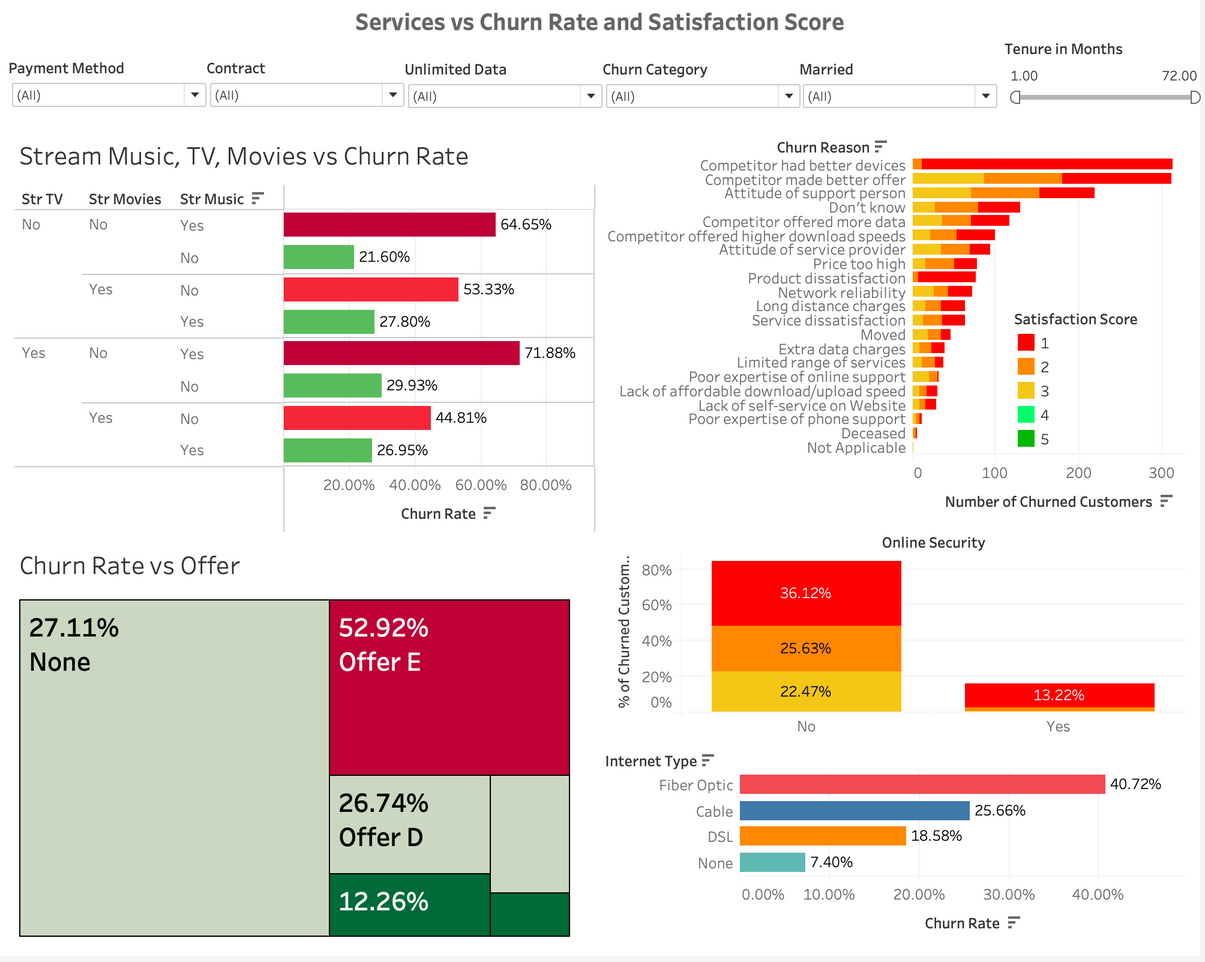 Services vs Churn Rate and Satisfaction Score
Payment Method
(All)
Contract
(All)
Unlimited Data
(All)
Churn Category
(All)
Married
(All)
Tenure in Months
1.00 72.00
Stream Music, TV, Movies vs Churn Rate
Str TV Str Movies Str Music
No No Yes 64.65%
No 21.60%
Yes No 53.33%
Yes 27.80%
Yes No Yes 71.88%
No 29.93%
Yes No 44.81%
Yes 26.95%
20.00% 40.00% 60.00% 80.00%
Churn Rate
Churn Reason
Competitor had better devices
Competitor made better offer
Attitude of support person
Don't know
Competitor offered more data
Competitor offered higher download speeds
Attitude of service provider
Price too high
Product dissatisfaction
Network reliability
Long distance charges
Service dissatisfaction
Moved
Extra data charges
Limited range of services
Poor expertise of online support
Lack of affordable download/upload speed
Lack of self-service on Website
Poor expertise of phone support
Deceased
Not Applicable
0 100 200 300
Number of Churned Customers
Satisfaction Score
1
2
3
4
5
Churn Rate vs Offer
27.11%
None
52.92%
Offer E
26.74%
Offer D
12.26%
Online Security
% of Churned Custom..
80%
60%
40%
20%
0%
36.12%
25.63%
22.47%
13.22%
No Yes
Internet Type
Fiber Optic 40.72%
Cable 25.66%
DSL 18.58%
None 7.40%
0.00% 10.00% 20.00% 30.00% 40.00%
Churn Rate